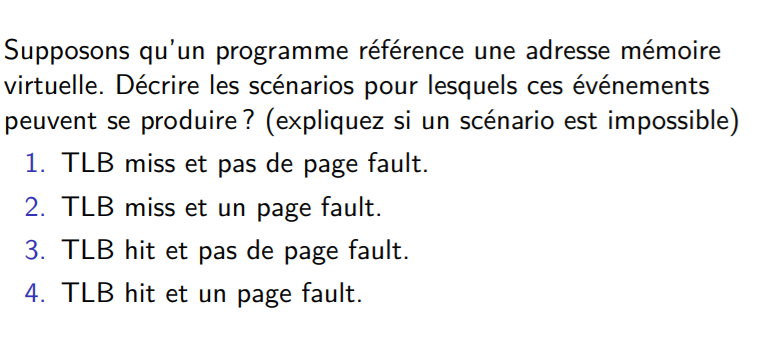 Supposons qu'un programme référence une adresse mémoire
virtuelle. Décrire les scénarios pour lesquels ces événements
peuvent se produire ? (expliquez si un scénario est impossible)
1. TLB miss et pas de page fault.
2. TLB miss et un page fault.
3. TLB hit et pas de page fault.
4. TLB hit et un page fault.